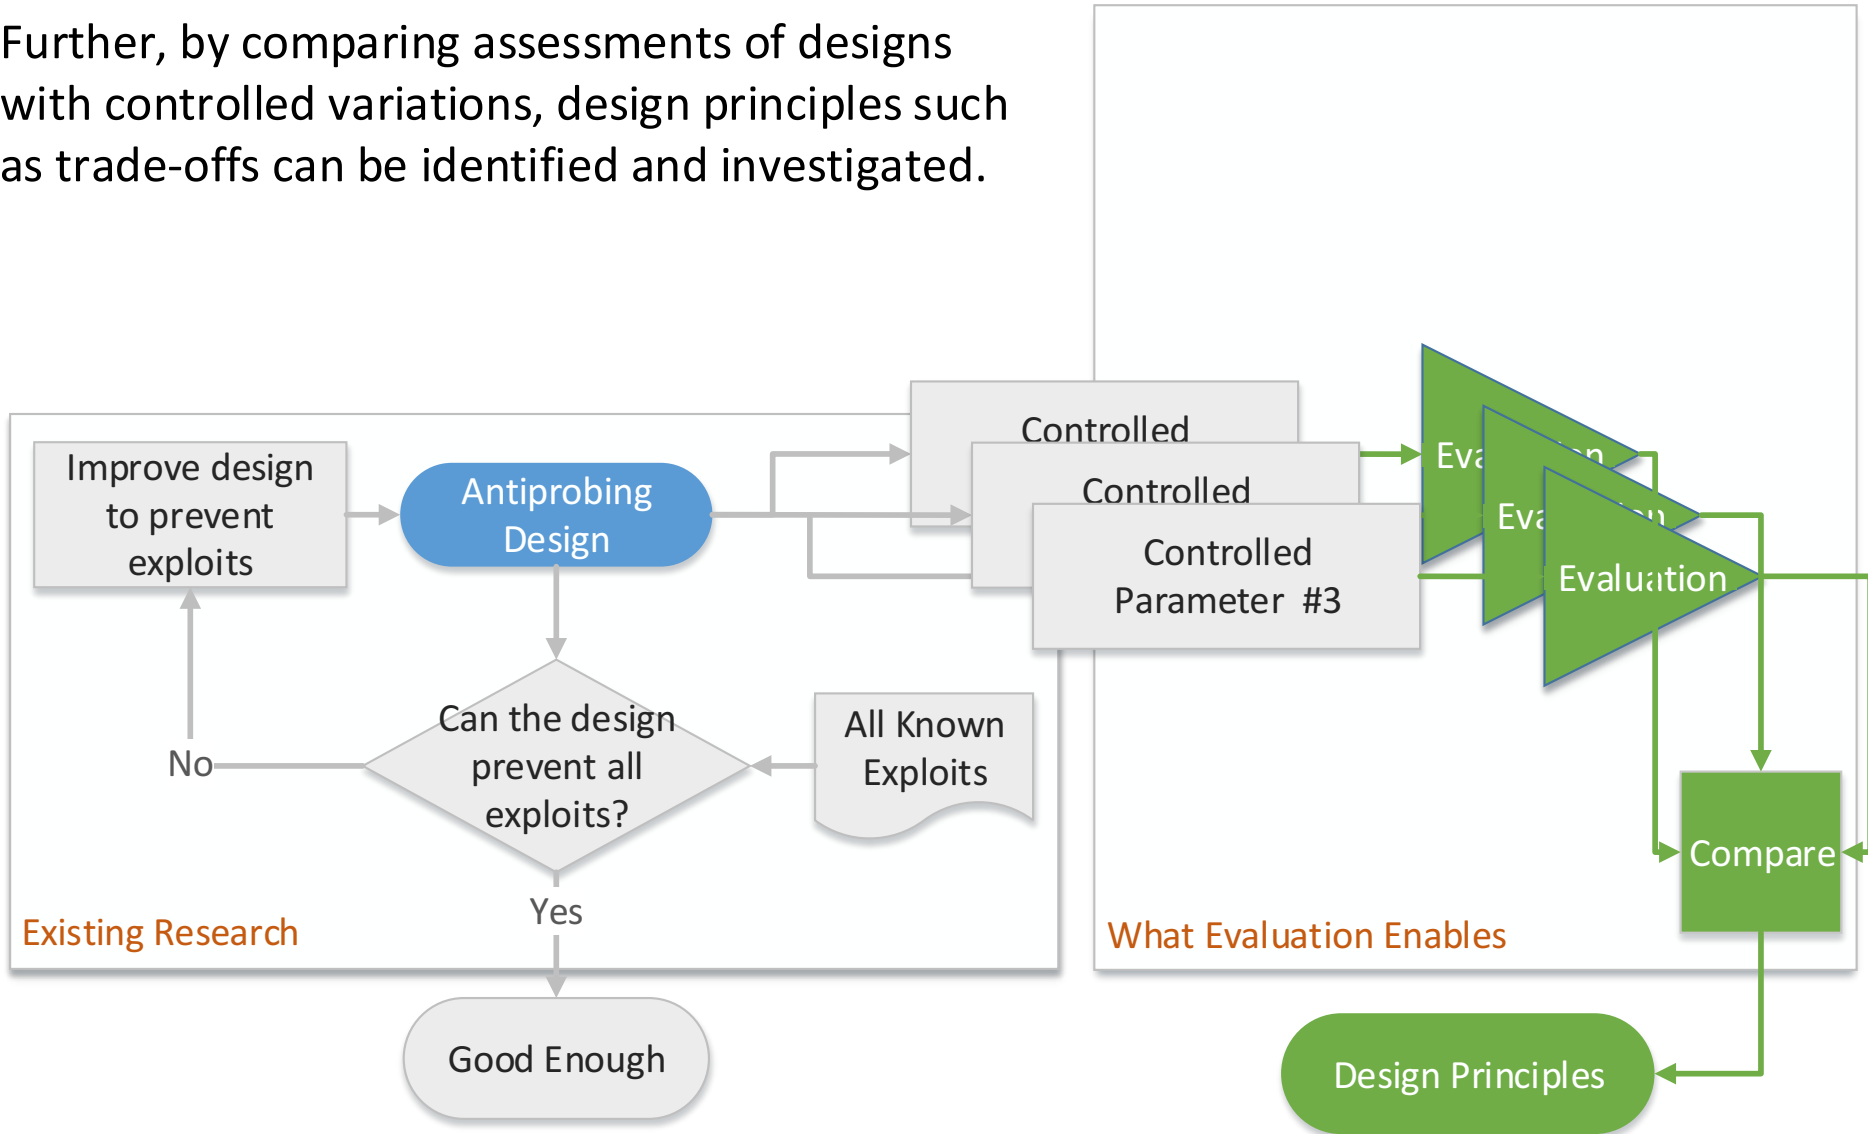 Further, by comparing assessments of designs
with controlled variations, design principles such
as trade-offs can be identified and investigated.
Improve design
to prevent
exploits
Antiprobing
Design
Controlled
Controlled
Controlled
Parameter #3
Evaluation
Can the design
prevent all
exploits?
All Known
Exploits
No
Yes
Compare
Existing Research
What Evaluation Enables
Good Enough
Design Principles